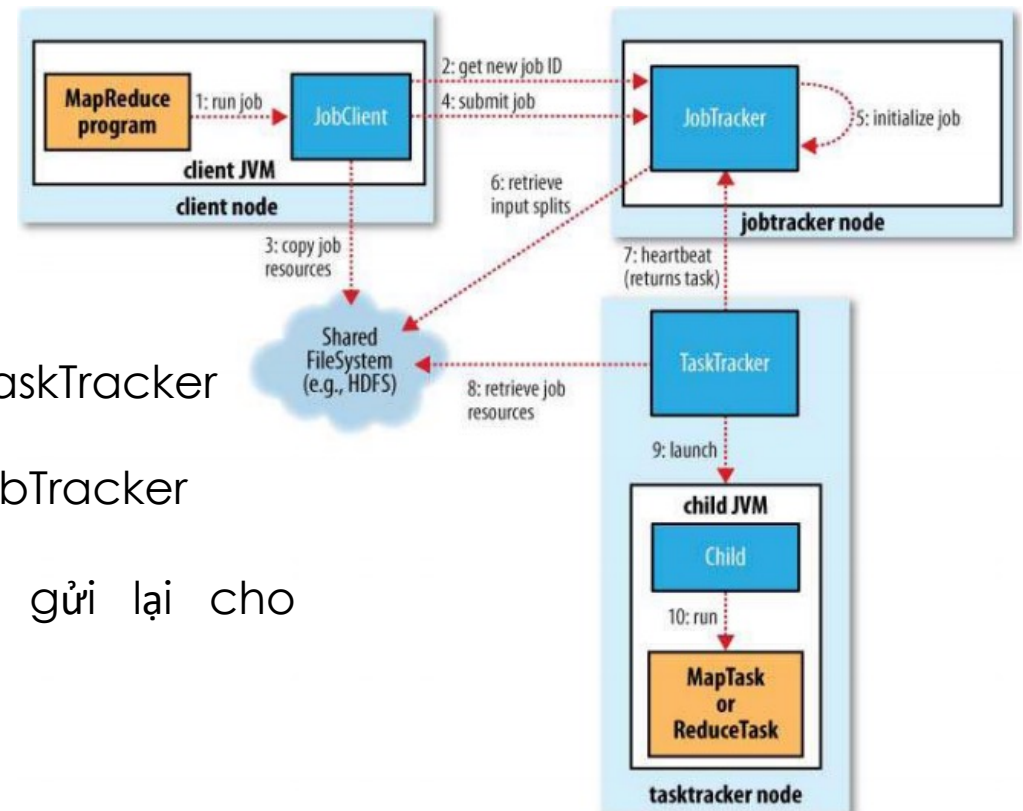 MapReduce
program
1: run job
JobClient
client JVM
client node
2: get new job ID
4: submit job
JobTracker
5: initialize job
jobtracker node
3: copy job
resources
6: retrieve
input splits
7: heartbeat
(returns task)
Shared
FileSystem
(e.g., HDFS)
8: retrieve job
resources
TaskTracker
9: launch
child JVM
Child
10: run
MapTask
or
ReduceTask
tasktracker node
askTracker
bTracker
gửi lại cho